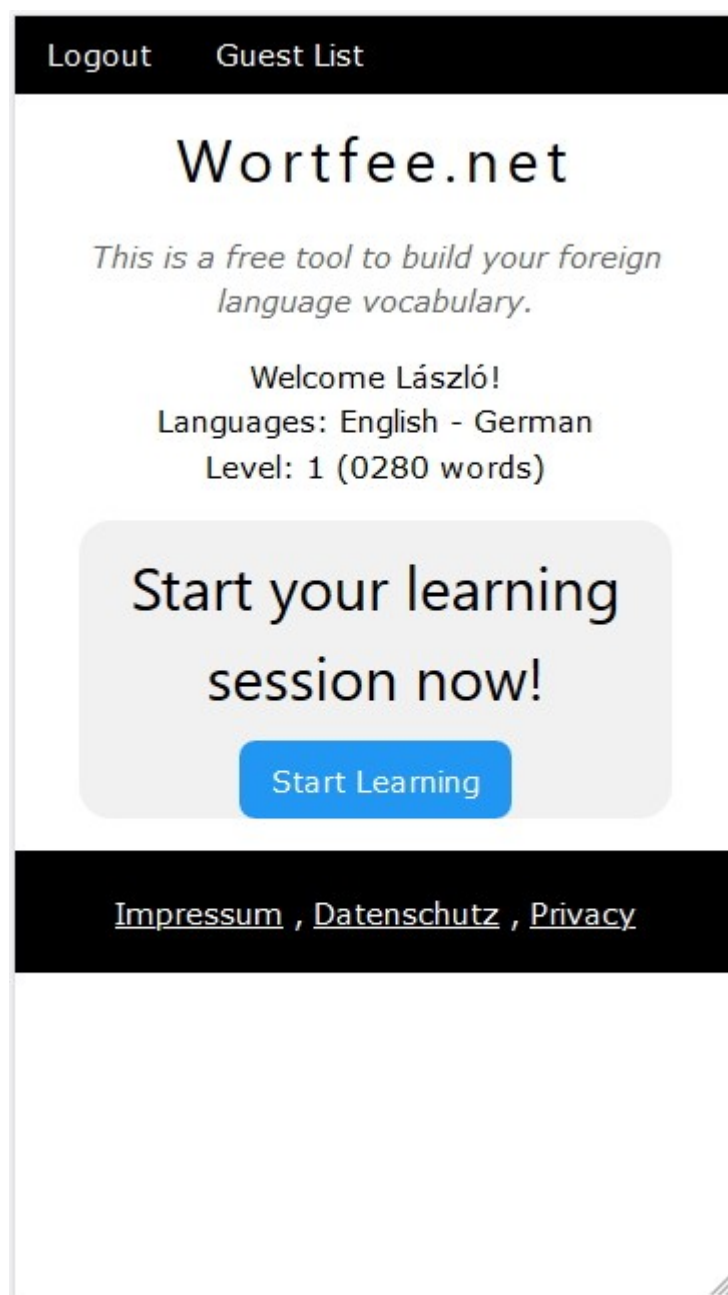 Logout Guest List
Wortfee.net
This is a free tool to build your foreign
language vocabulary.
Welcome László!
Languages: English - German
Level: 1 (0280 words)
Start your learning
session now!
Start Learning
Impressum , Datenschutz , Privacy